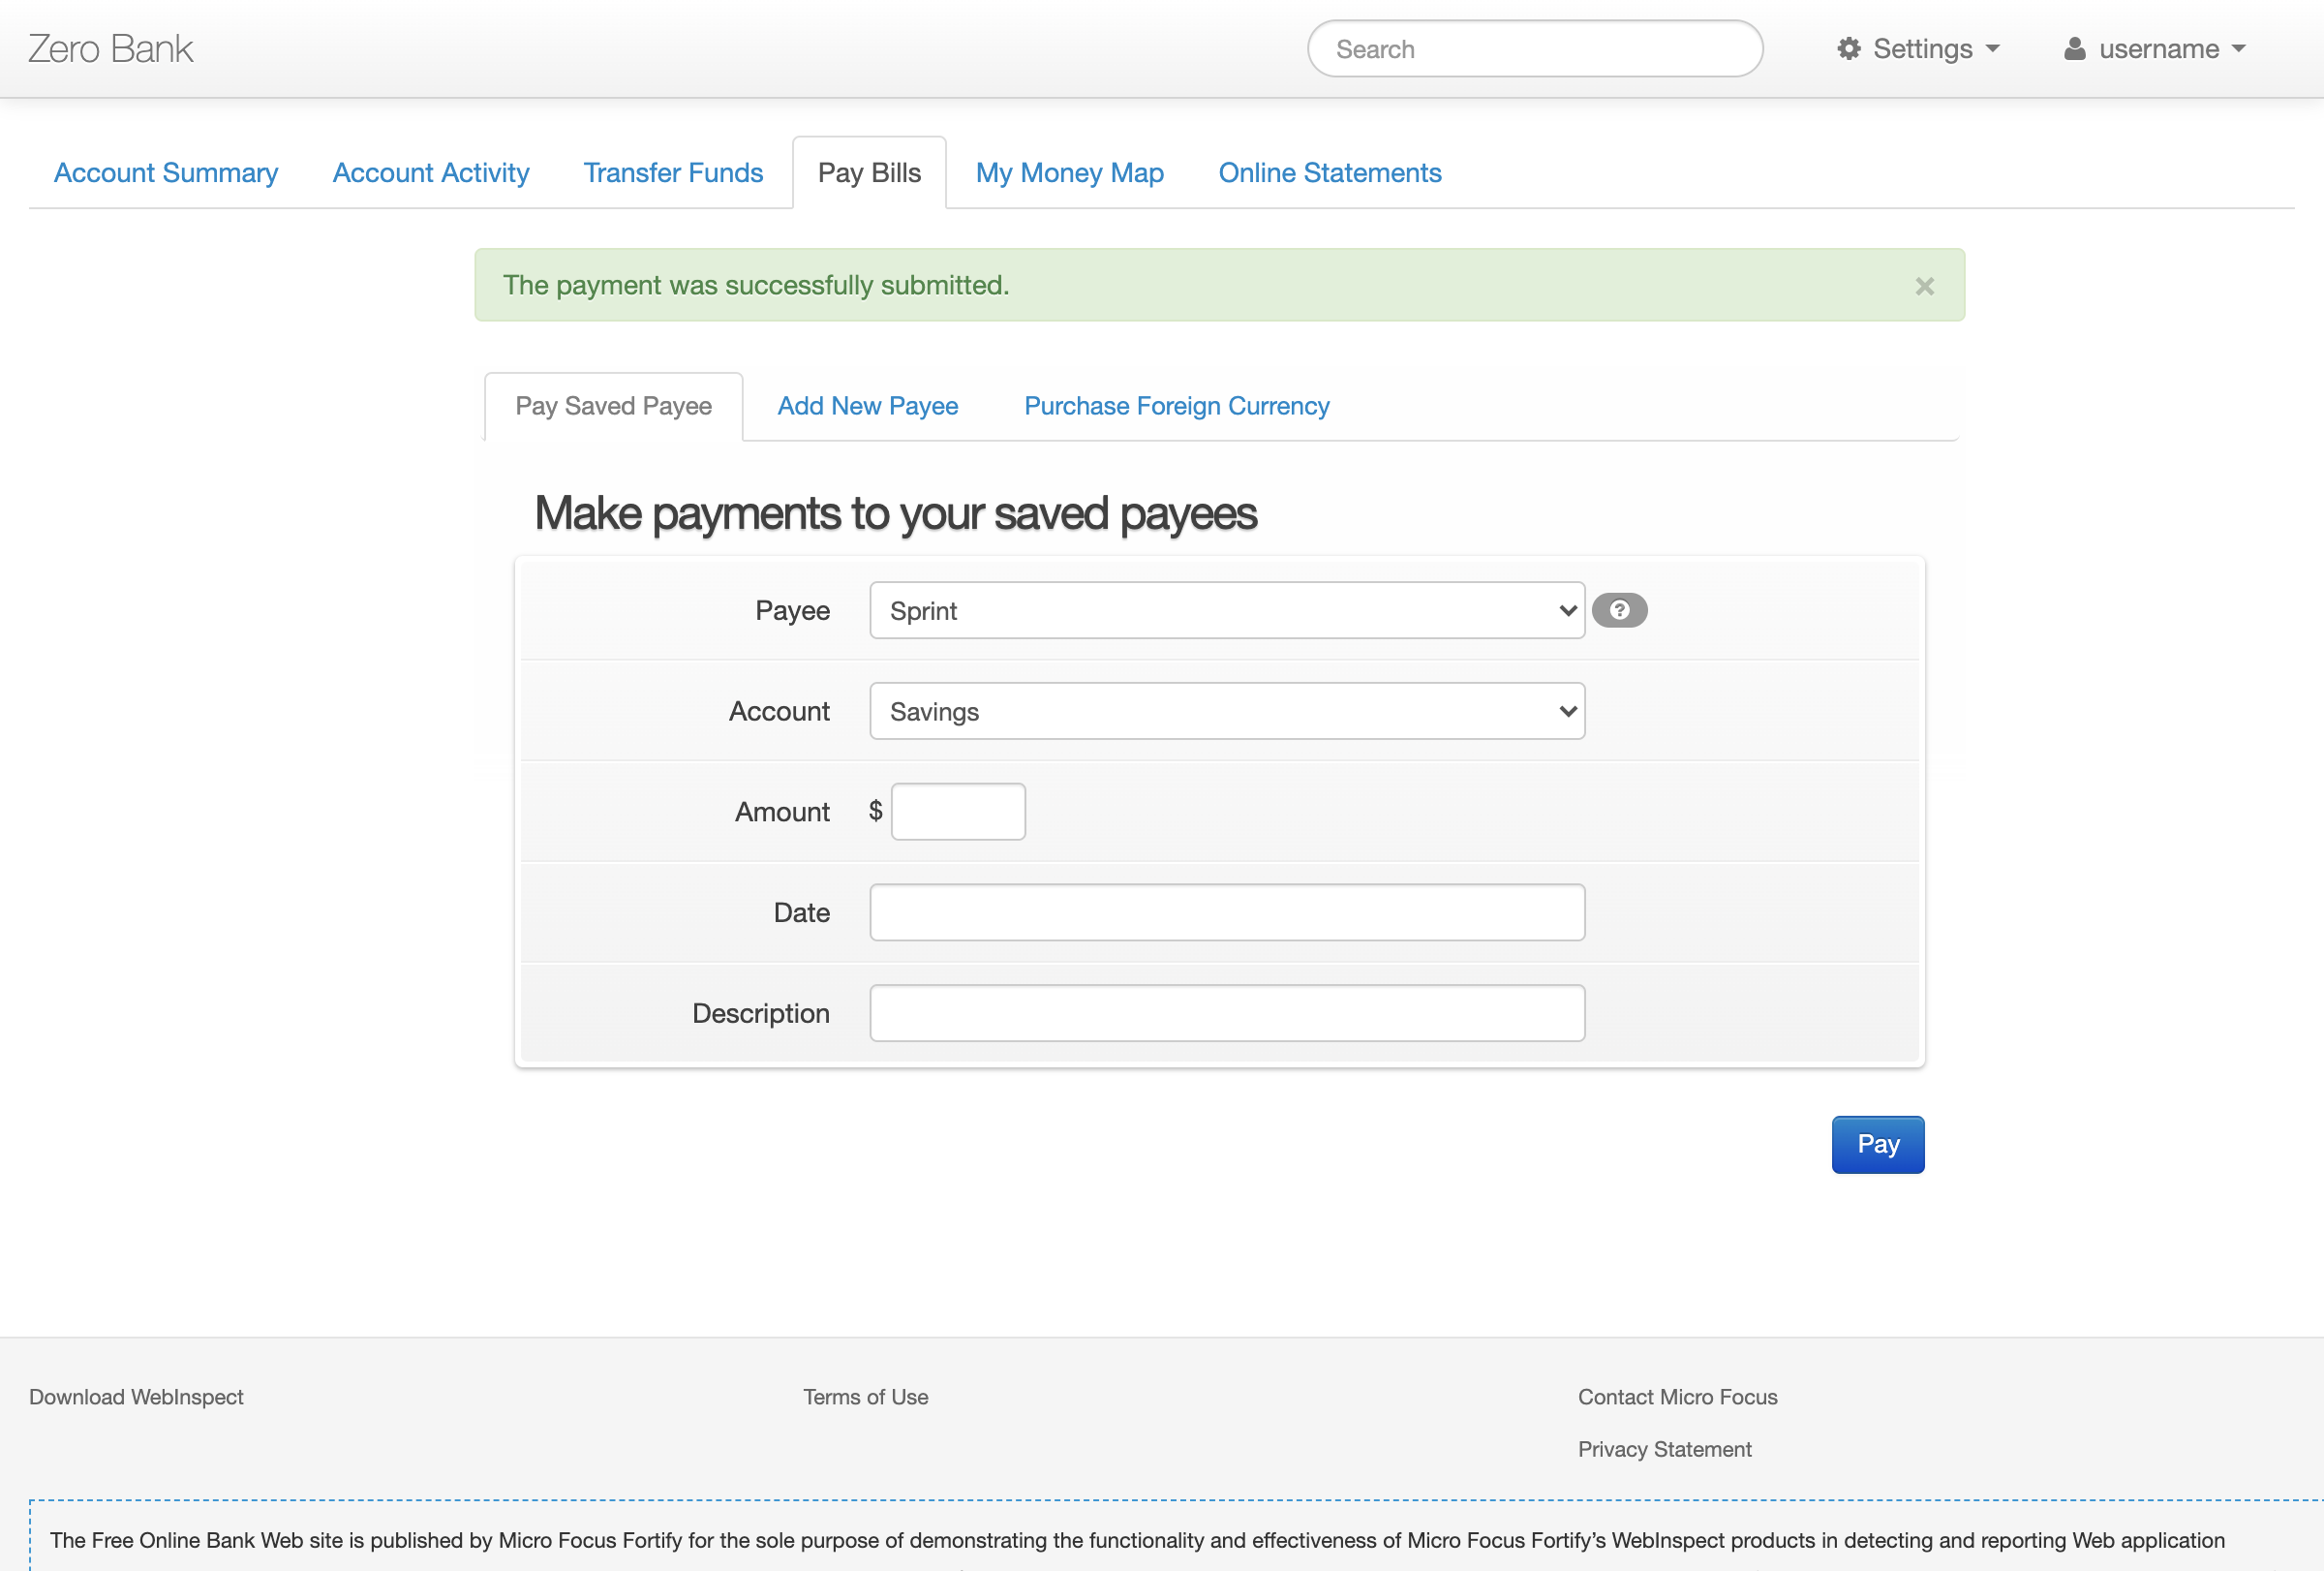 Zero Bank
Search
Settings
username
Account Summary
Account Activity
Transfer Funds
Pay Bills
My Money Map
Online Statements
The payment was successfully submitted.
×
Pay Saved Payee
Add New Payee
Purchase Foreign Currency
Make payments to your saved payees
Payee
Sprint
?
Account
Savings
Amount
$
Date
Description
Pay
Download WebInspect
Terms of Use
Contact Micro Focus
Privacy Statement
The Free Online Bank Web site is published by Micro Focus Fortify for the sole purpose of demonstrating the functionality and effectiveness of Micro Focus Fortify’s WebInspect products in detecting and reporting Web application